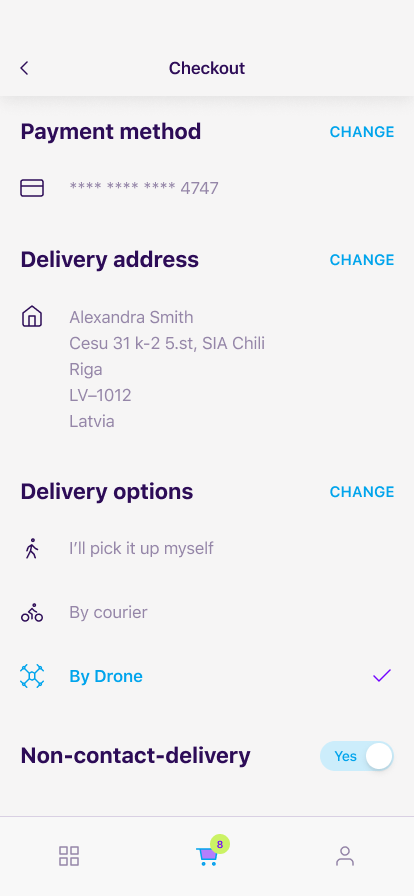 Checkout
Payment method
CHANGE
**** **** **** 4747
Delivery address
CHANGE
Alexandra Smith
Cesu 31 k-2 5.st, SIA Chili
Riga
LV–1012
Latvia
Delivery options
CHANGE
I’ll pick it up myself
By courier
By Drone
Non-contact-delivery
Yes
8